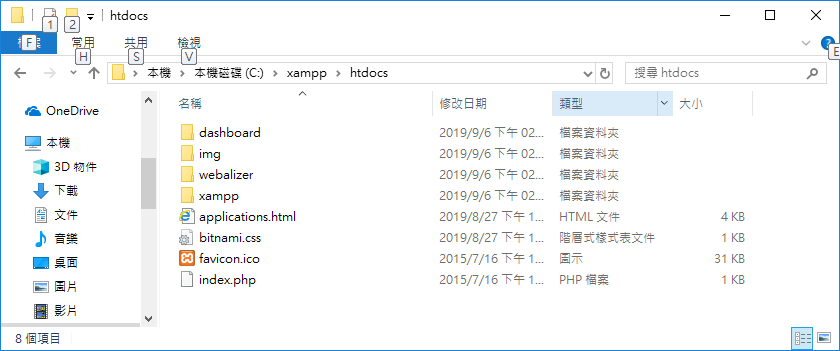 htdocs
1 2
檔案 常用 共用 檢視
F H S V E
本機 本機磁碟 (C:) xampp htdocs 搜尋 htdocs
名稱 修改日期 類型 大小
OneDrive
本機
3D 物件
下載
文件
音樂
桌面
圖片
影片
dashboard 2019/9/6 下午 02... 檔案資料夾
img 2019/9/6 下午 02... 檔案資料夾
webalizer 2019/9/6 下午 02... 檔案資料夾
xampp 2019/9/6 下午 02... 檔案資料夾
applications.html 2019/8/27 下午 1... HTML 文件 4 KB
bitnami.css 2019/8/27 下午 1... 階層式樣式表文件 1 KB
favicon.ico 2015/7/16 下午 1... 圖示 31 KB
index.php 2015/7/16 下午 1... PHP 檔案 1 KB
8 個項目